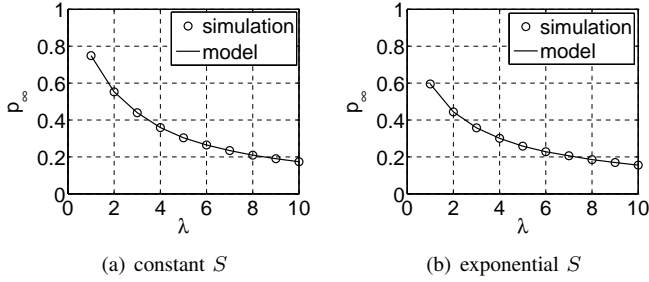 1
0.8
0.6
0.4
0.2
0
p∞
simulation
model
0 2 4 6 8 10
λ
(a) constant S
1
0.8
0.6
0.4
0.2
0
p∞
simulation
model
0 2 4 6 8 10
λ
(b) exponential S